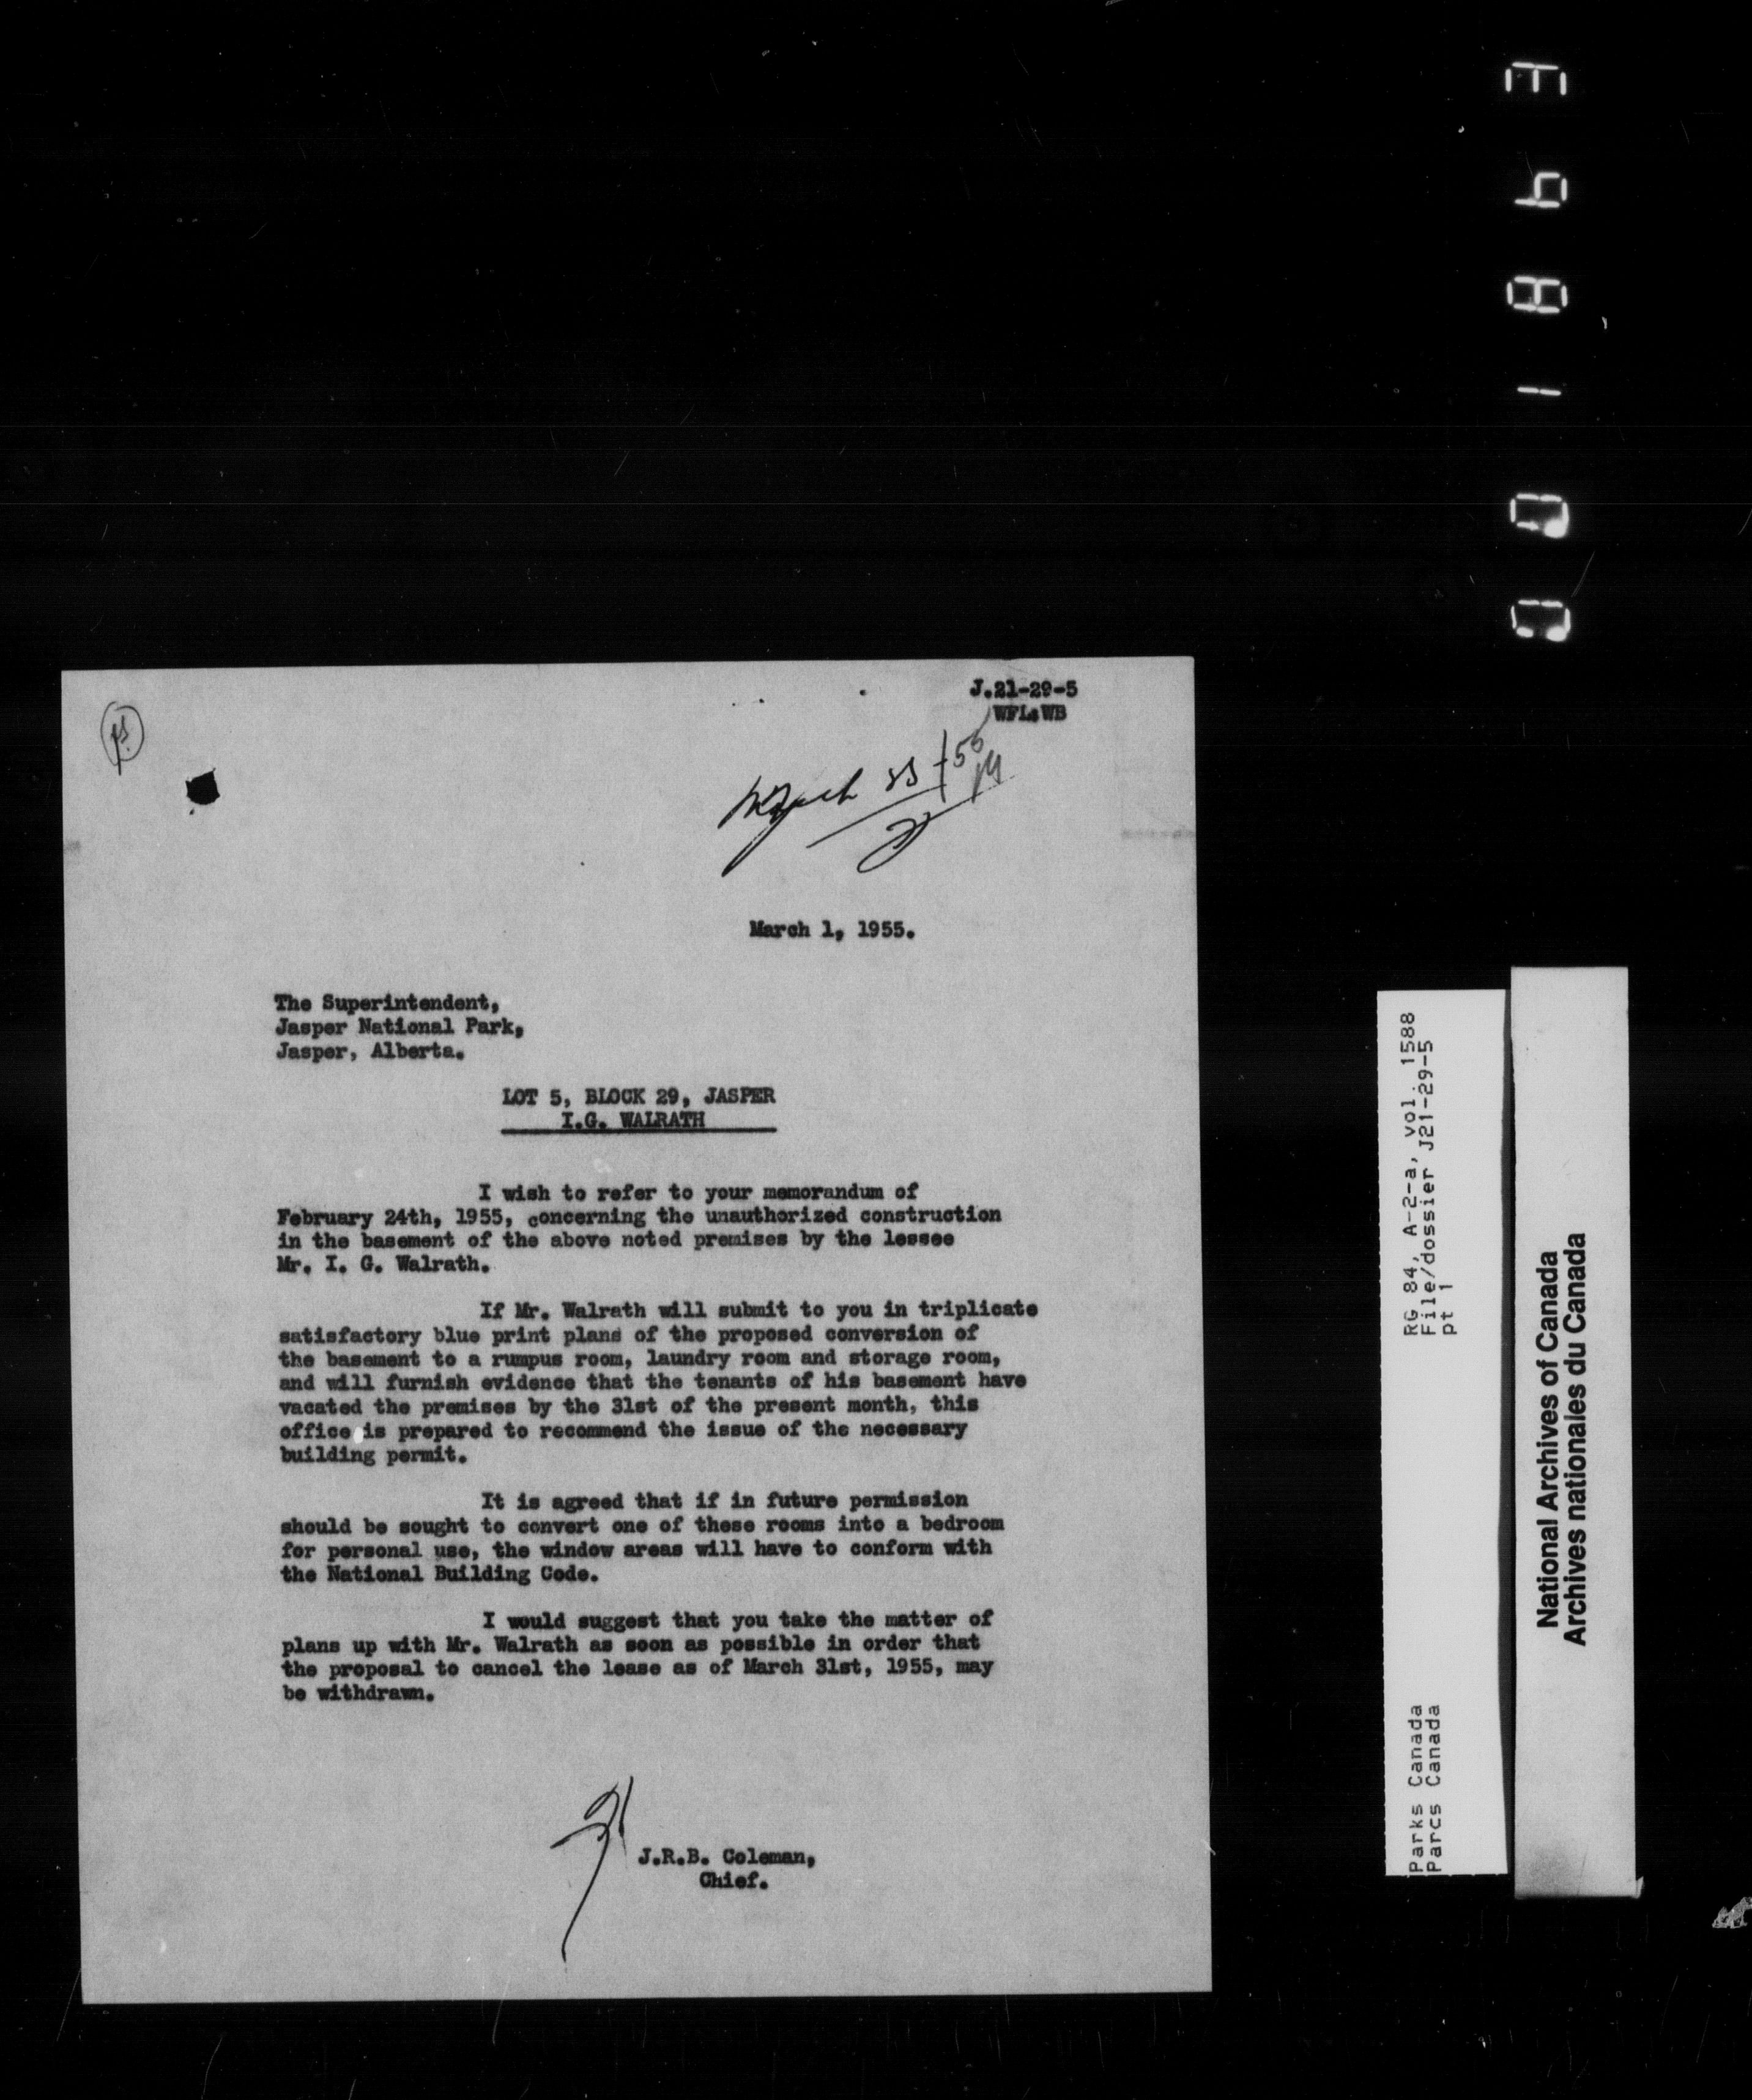 J.21-29-5
WFL:WB
March 1, 1955.
The Superintendent,
Jasper National Park,
Jasper, Alberta.
LOT 5, BLOCK 29, JASPER
I.G. WALRATH
I wish to refer to your memorandum of
February 24th, 1955, concerning the unauthorized construction
in the basement of the above noted premises by the lessee
Mr. I. G. Walrath.
If Mr. Walrath will submit to you in triplicate
satisfactory blue print plans of the proposed conversion of
the basement to a rumpus room, laundry room and storage room,
and will furnish evidence that the tenants of his basement have
vacated the premises by the 31st of the present month, this
office is prepared to recommend the issue of the necessary
building permit.
It is agreed that if in future permission
should be sought to convert one of these rooms into a bedroom
for personal use, the window areas will have to conform with
the National Building Code.
I would suggest that you take the matter of
plans up with Mr. Walrath as soon as possible in order that
the proposal to cancel the lease as of March 31st, 1955, may
be withdrawn.
J.R.B. Coleman,
Chief.
RG 84, A-2-a, vol. 1588
File/dossier J21-29-5
pt 1
Parks Canada
Parcs Canada
National Archives of Canada
Archives nationales du Canada